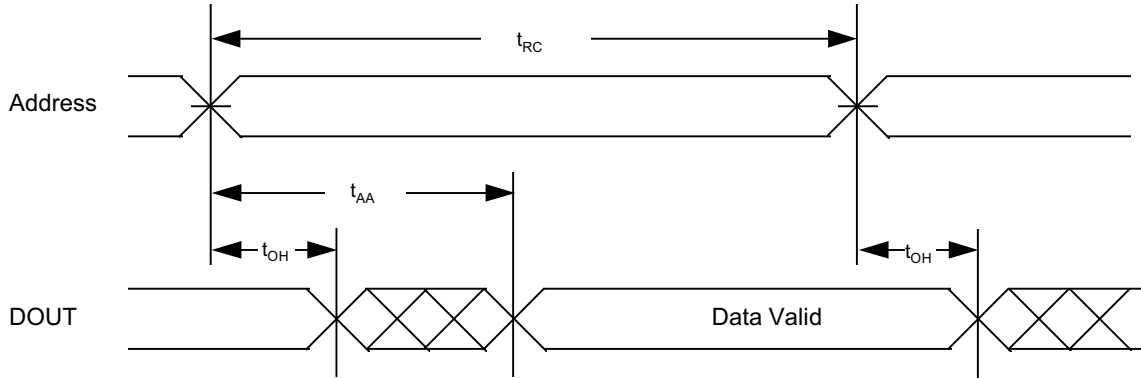 tRC
Address
tAA
tOH
tOH
DOUT
Data Valid